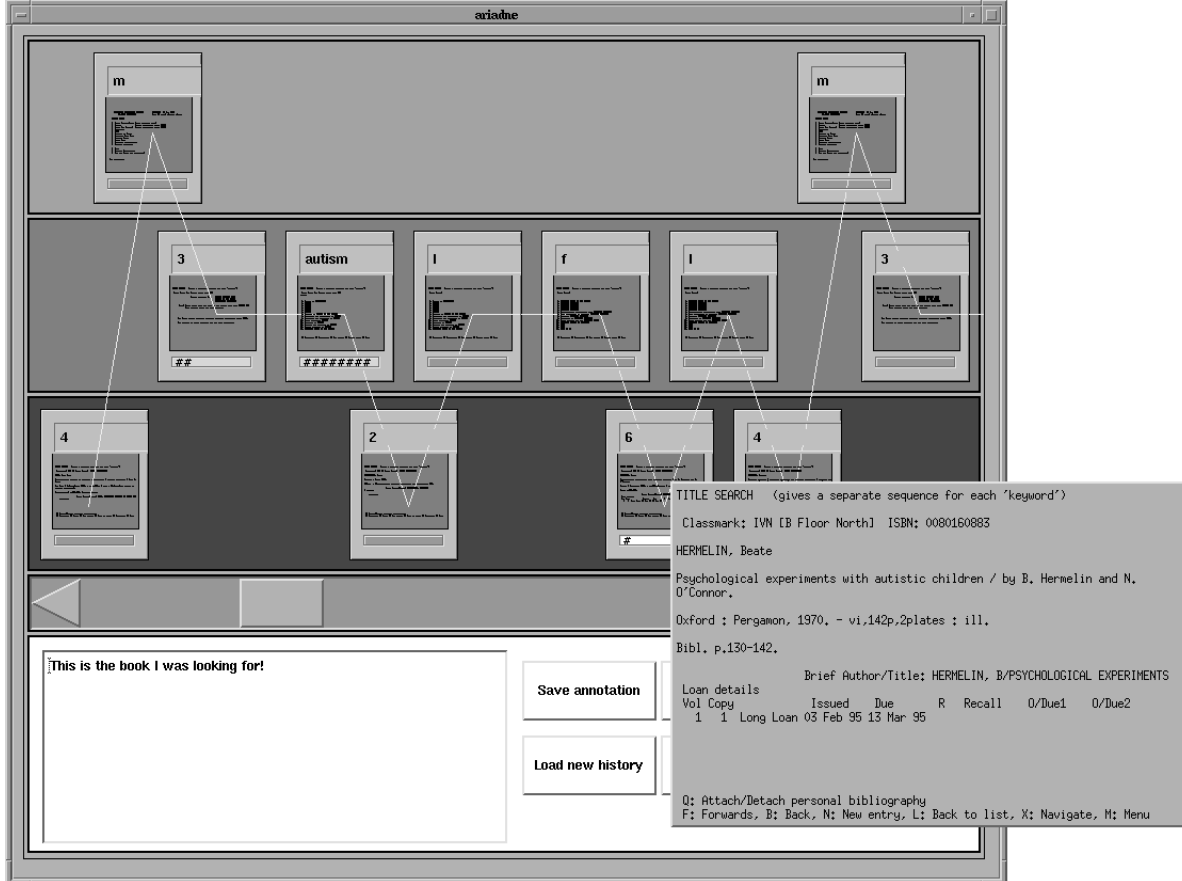 ariadne
m
m
3
autism
l
f
l
3
##
########
4
2
6
4
#
TITLE SEARCH (gives a separate sequence for each 'keyword')
Classmark: IVN [B Floor North] ISBN: 0080160883
HERMELIN, Beate
Psychological experiments with autistic children / by B. Hermelin and N.
O'Connor.
Oxford : Pergamon, 1970. - vi,142p,2plates : ill.
Bibl. p.130-142.
Brief Author/Title: HERMELIN, B/PSYCHOLOGICAL EXPERIMENTS
Loan details
Vol Copy Issued Due R Recall O/Due1 O/Due2
1 1 Long Loan 03 Feb 95 13 Mar 95
Q: Attach/Detach personal bibliography
F: Forwards, B: Back, N: New entry, L: Back to list, X: Navigate, M: Menu
This is the book I was looking for!
Save annotation
Load new history